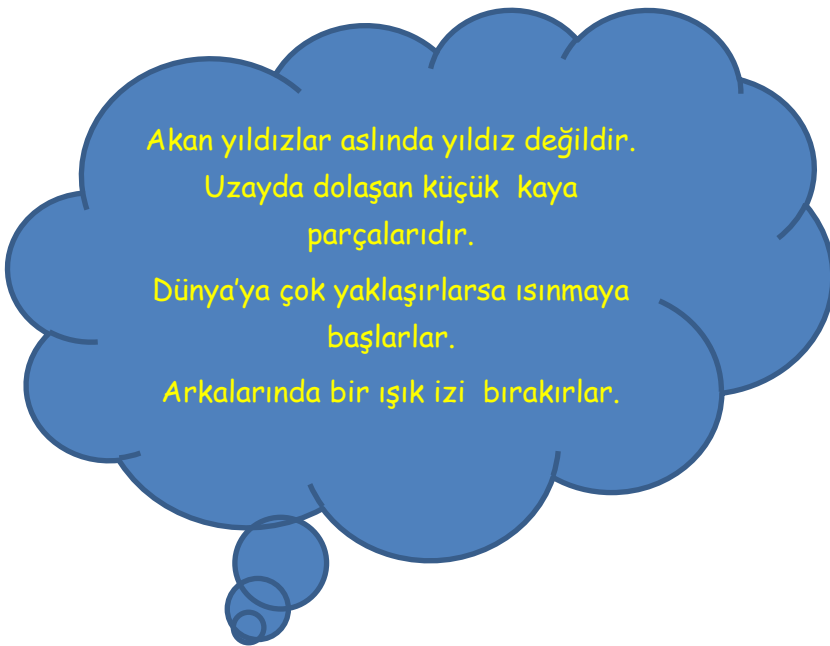 Akan yıldızlar aslında yıldız değildir.
Uzayda dolaşan küçük  kaya
parçalarıdır.
Dünya’ya çok yaklaşırlarsa ısınmaya
başlarlar.
Arkalarında bir ışık izi  bırakırlar.